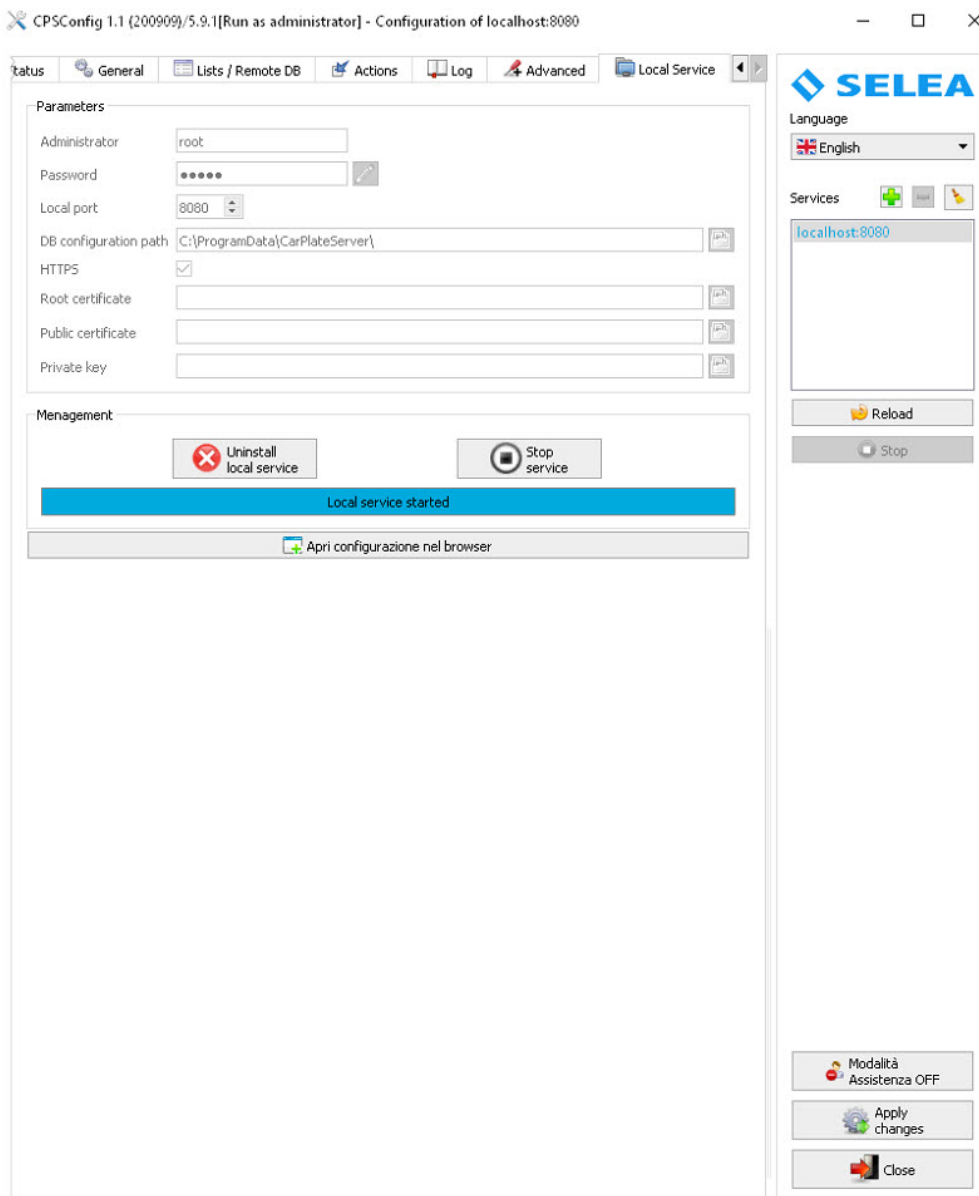 CPSConfig 1.1 (200909)/5.9.1[Run as administrator] - Configuration of localhost:8080
tatus
General
Lists / Remote DB
Actions
Log
Advanced
Local Service
Parameters
Administrator
root
Password
Local port
8080
DB configuration path
C:\ProgramData\CarPlateServer\
HTTPS
Root certificate
Public certificate
Private key
Menagement
Uninstall
local service
Stop
service
Local service started
Apri configurazione nel browser
SELEA
Language
English
Services
localhost:8080
Reload
Stop
Modalità
Assistenza OFF
Apply
changes
Close